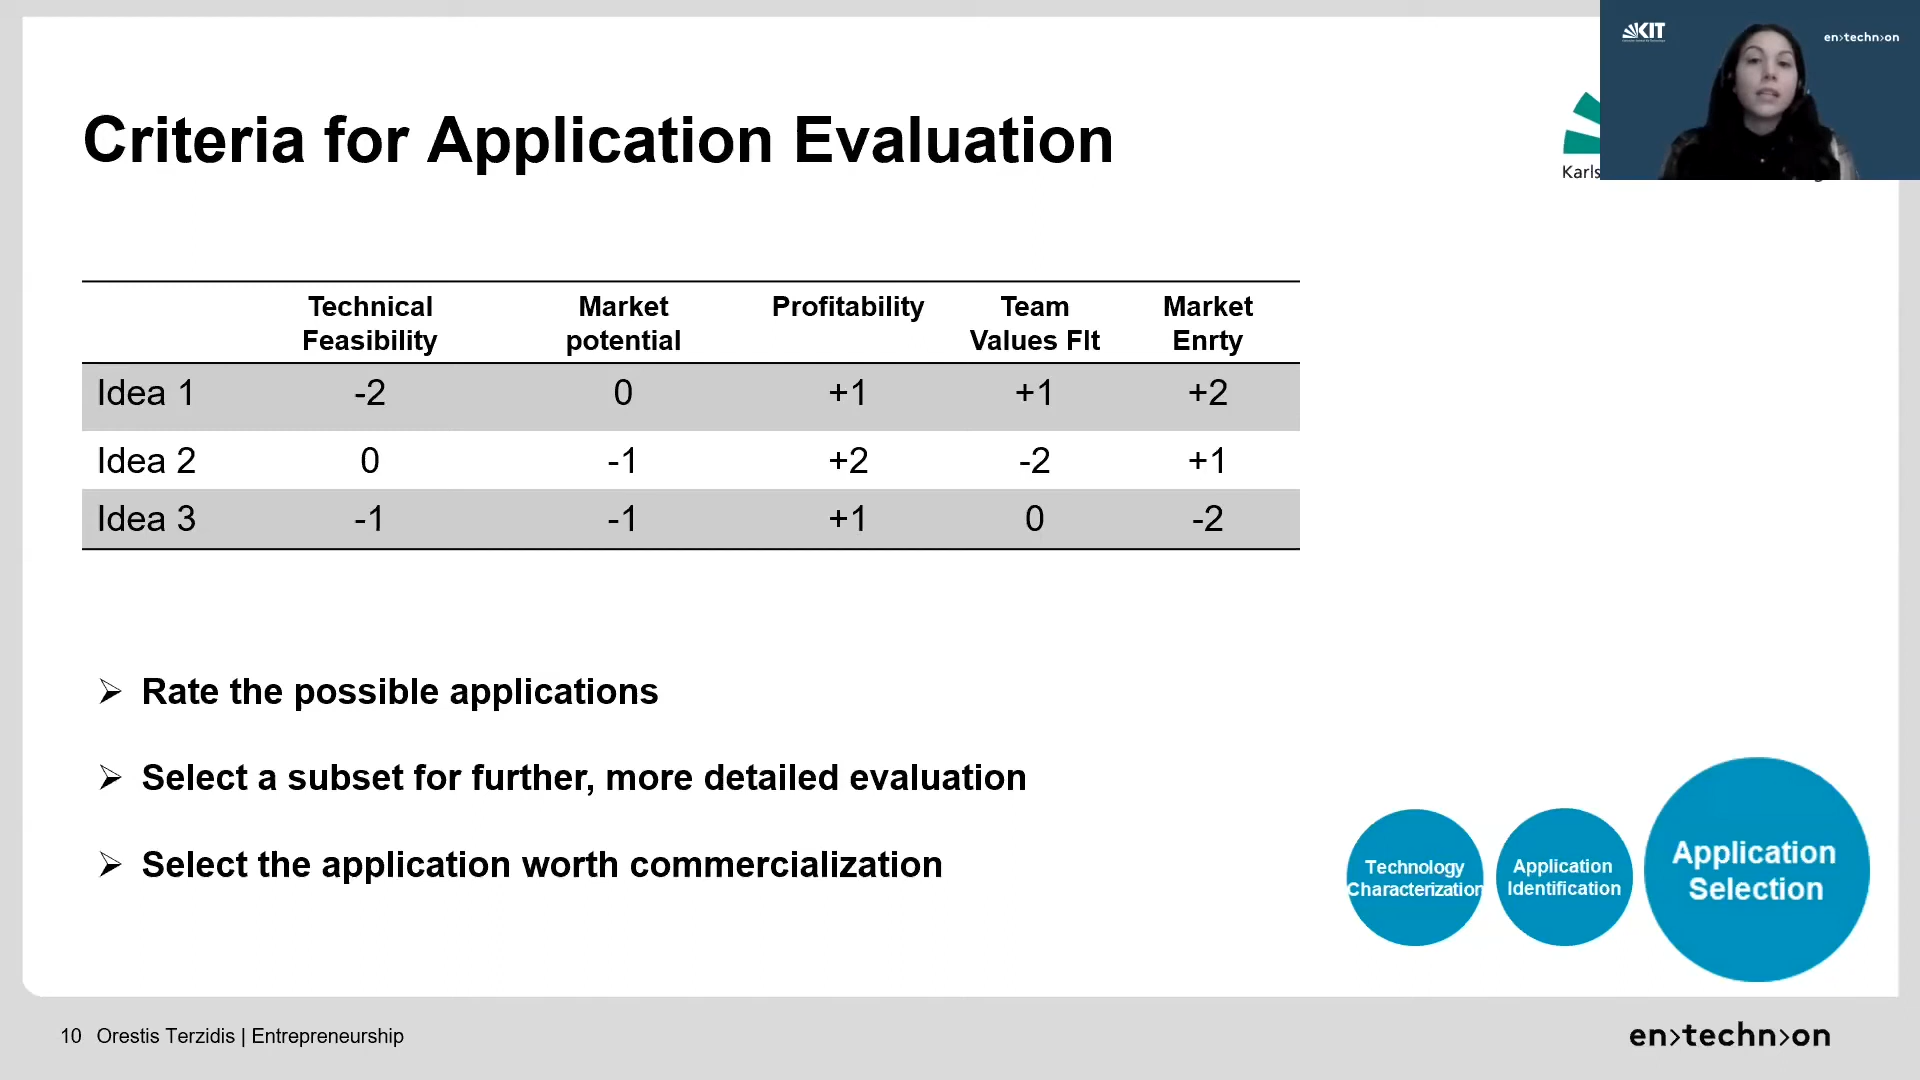 KIT
en>techn>on
Criteria for Application Evaluation
Karls
Technical Feasibility Market potential Profitability Team Values FIt Market Enrty
Idea 1 -2 0 +1 +1 +2
Idea 2 0 -1 +2 -2 +1
Idea 3 -1 -1 +1 0 -2
➢ Rate the possible applications
➢ Select a subset for further, more detailed evaluation
➢ Select the application worth commercialization
Technology
Characterization
Application
Identification
Application
Selection
10 Orestis Terzidis | Entrepreneurship
en>techn>on